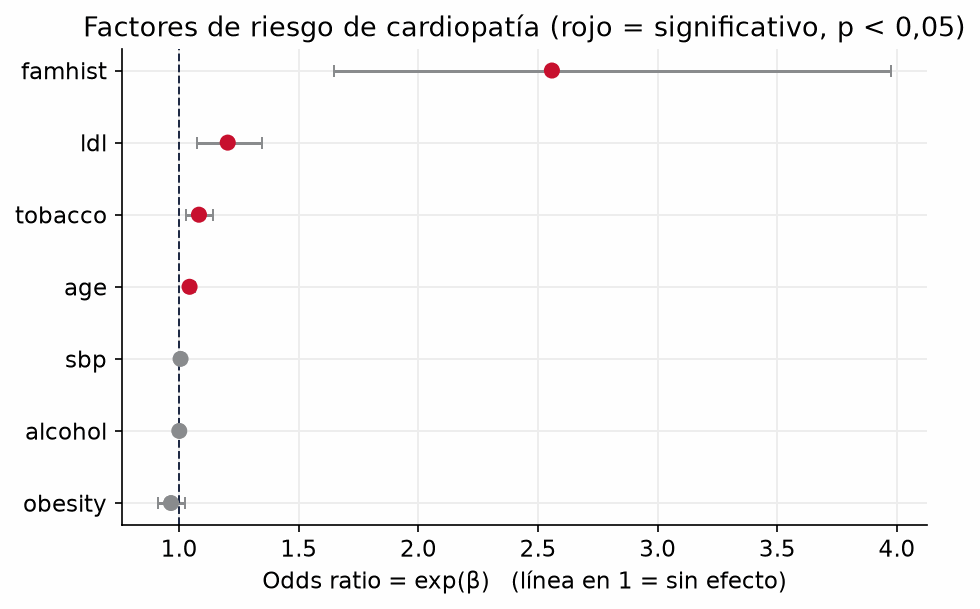 Factores de riesgo de cardiopatía (rojo = significativo, p < 0,05)
famhist
ldl
tobacco
age
sbp
alcohol
obesity
1.0 1.5 2.0 2.5 3.0 3.5 4.0
Odds ratio = exp(β) (línea en 1 = sin efecto)